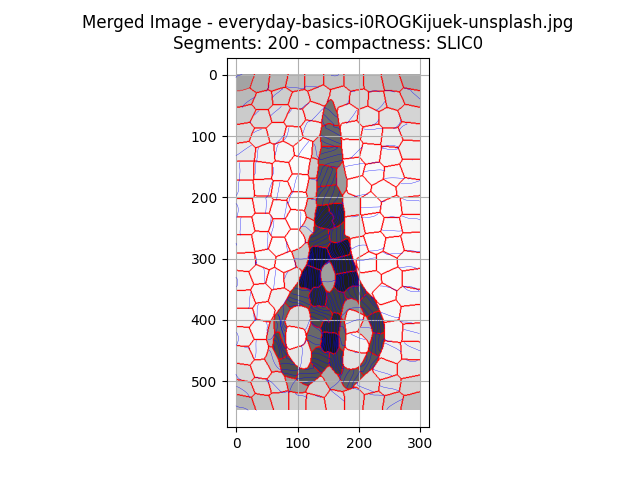 Merged Image - everyday-basics-i0ROGKijuek-unsplash.jpg
Segments: 200 - compactness: SLIC0
0
100
200
300
400
500
0 100 200 300